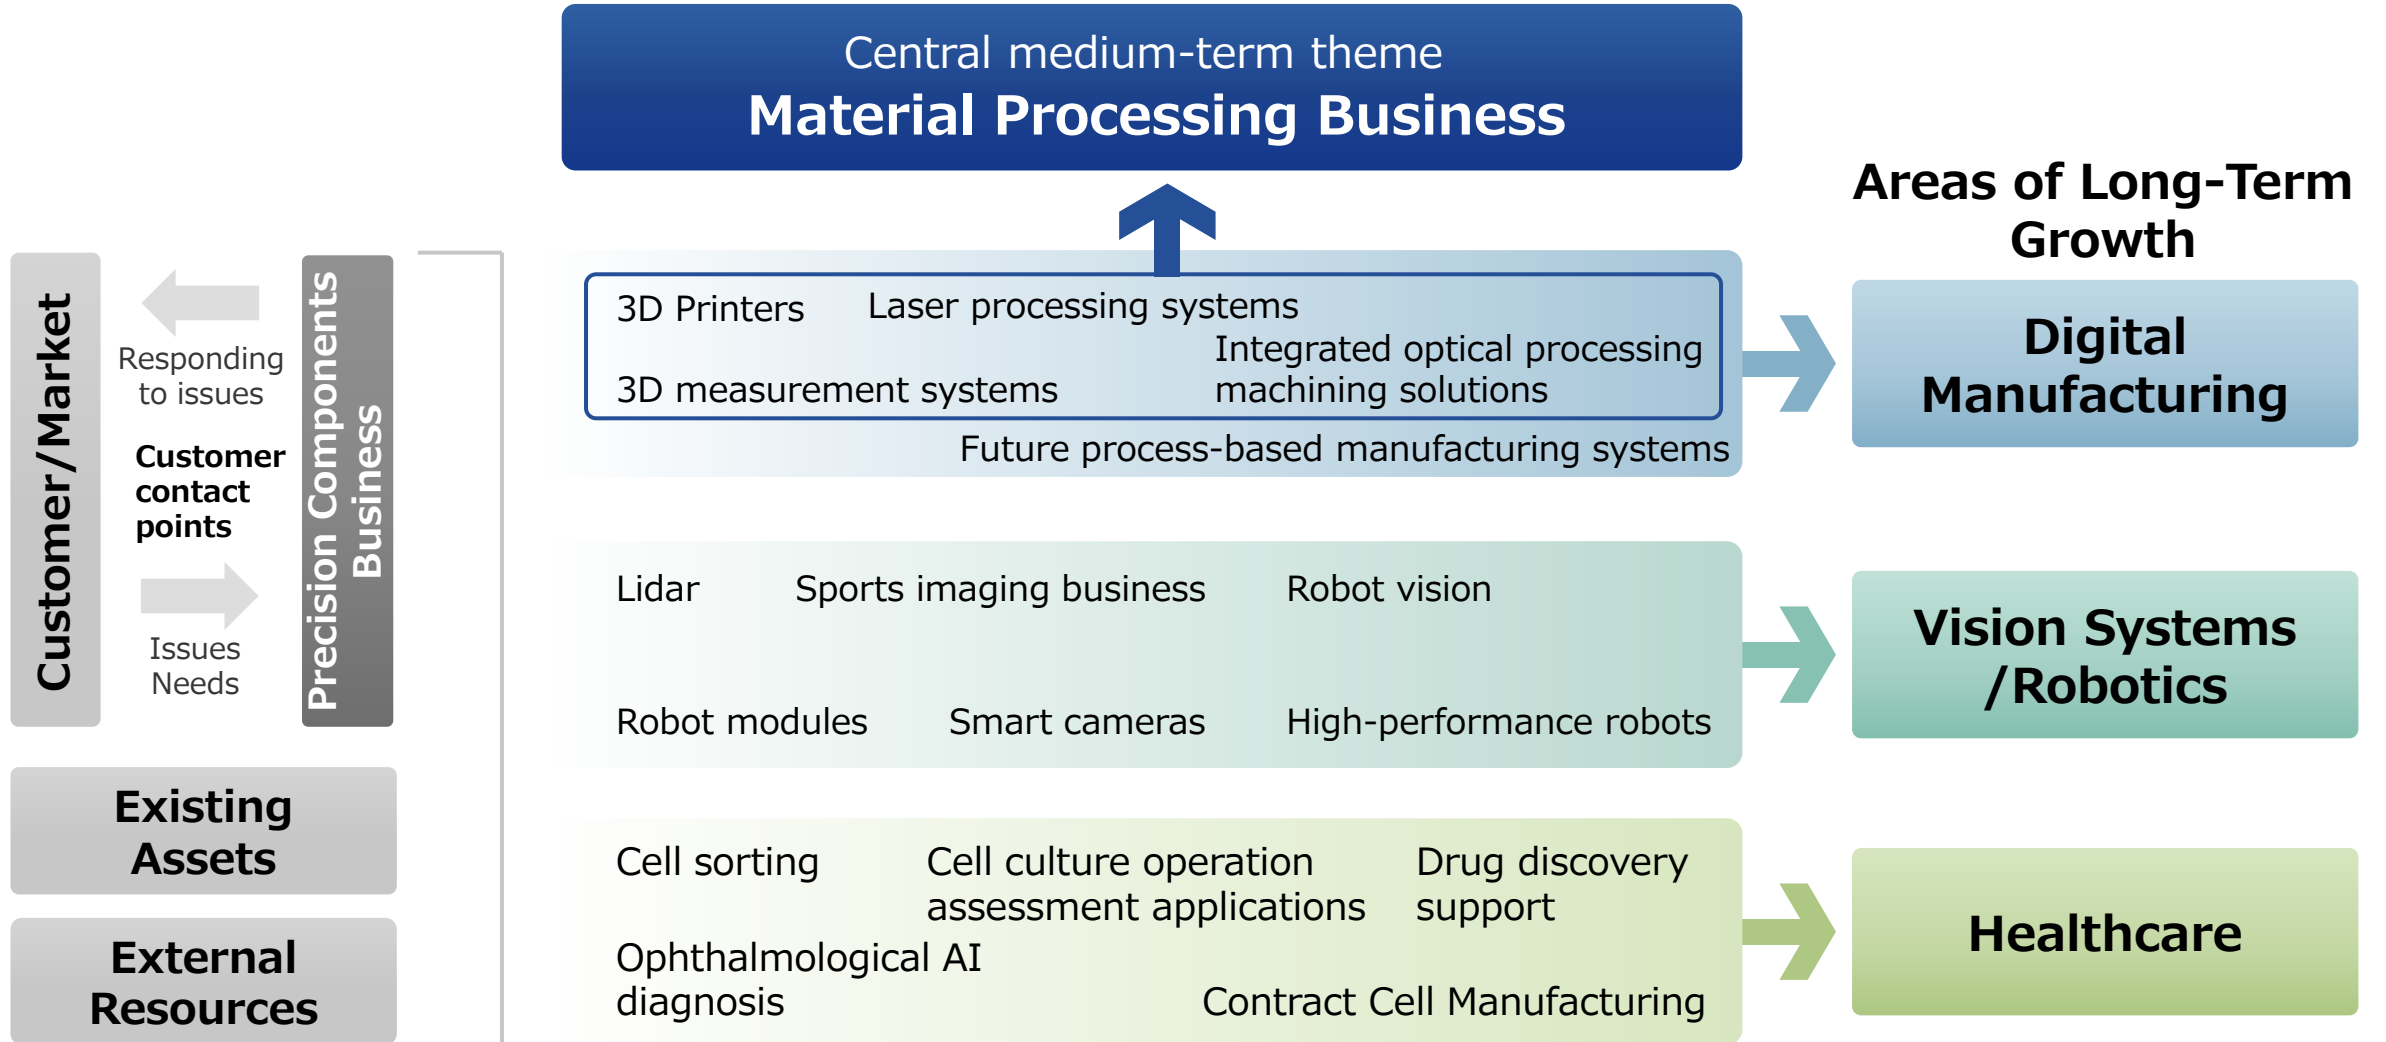 Central medium-term theme
Material Processing Business
Areas of Long-Term
Growth
Customer/Market
Responding
to issues
Customer
contact
points
Issues
Needs
Precision Components
Business
Existing
Assets
External
Resources
3D Printers
Laser processing systems
3D measurement systems
Integrated optical processing
machining solutions
Future process-based manufacturing systems
Digital
Manufacturing
Lidar
Sports imaging business
Robot vision
Robot modules
Smart cameras
High-performance robots
Vision Systems
/Robotics
Cell sorting
Cell culture operation
assessment applications
Drug discovery
support
Ophthalmological AI
diagnosis
Contract Cell Manufacturing
Healthcare